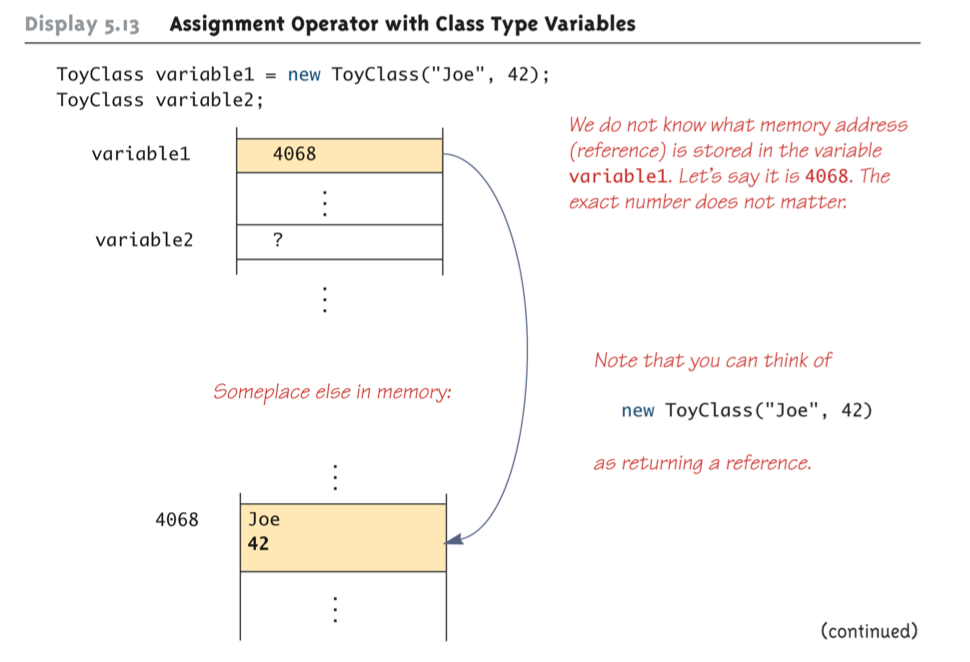 Display 5.13 Assignment Operator with Class Type Variables
ToyClass variable1 = new ToyClass("Joe", 42);
ToyClass variable2;
We do not know what memory address
(reference) is stored in the variable
variable1. Let's say it is 4068. The
exact number does not matter.
variable1 4068
variable2 ?
Note that you can think of
Someplace else in memory:
new ToyClass("Joe", 42)
as returning a reference.
4068 Joe
42
(continued)